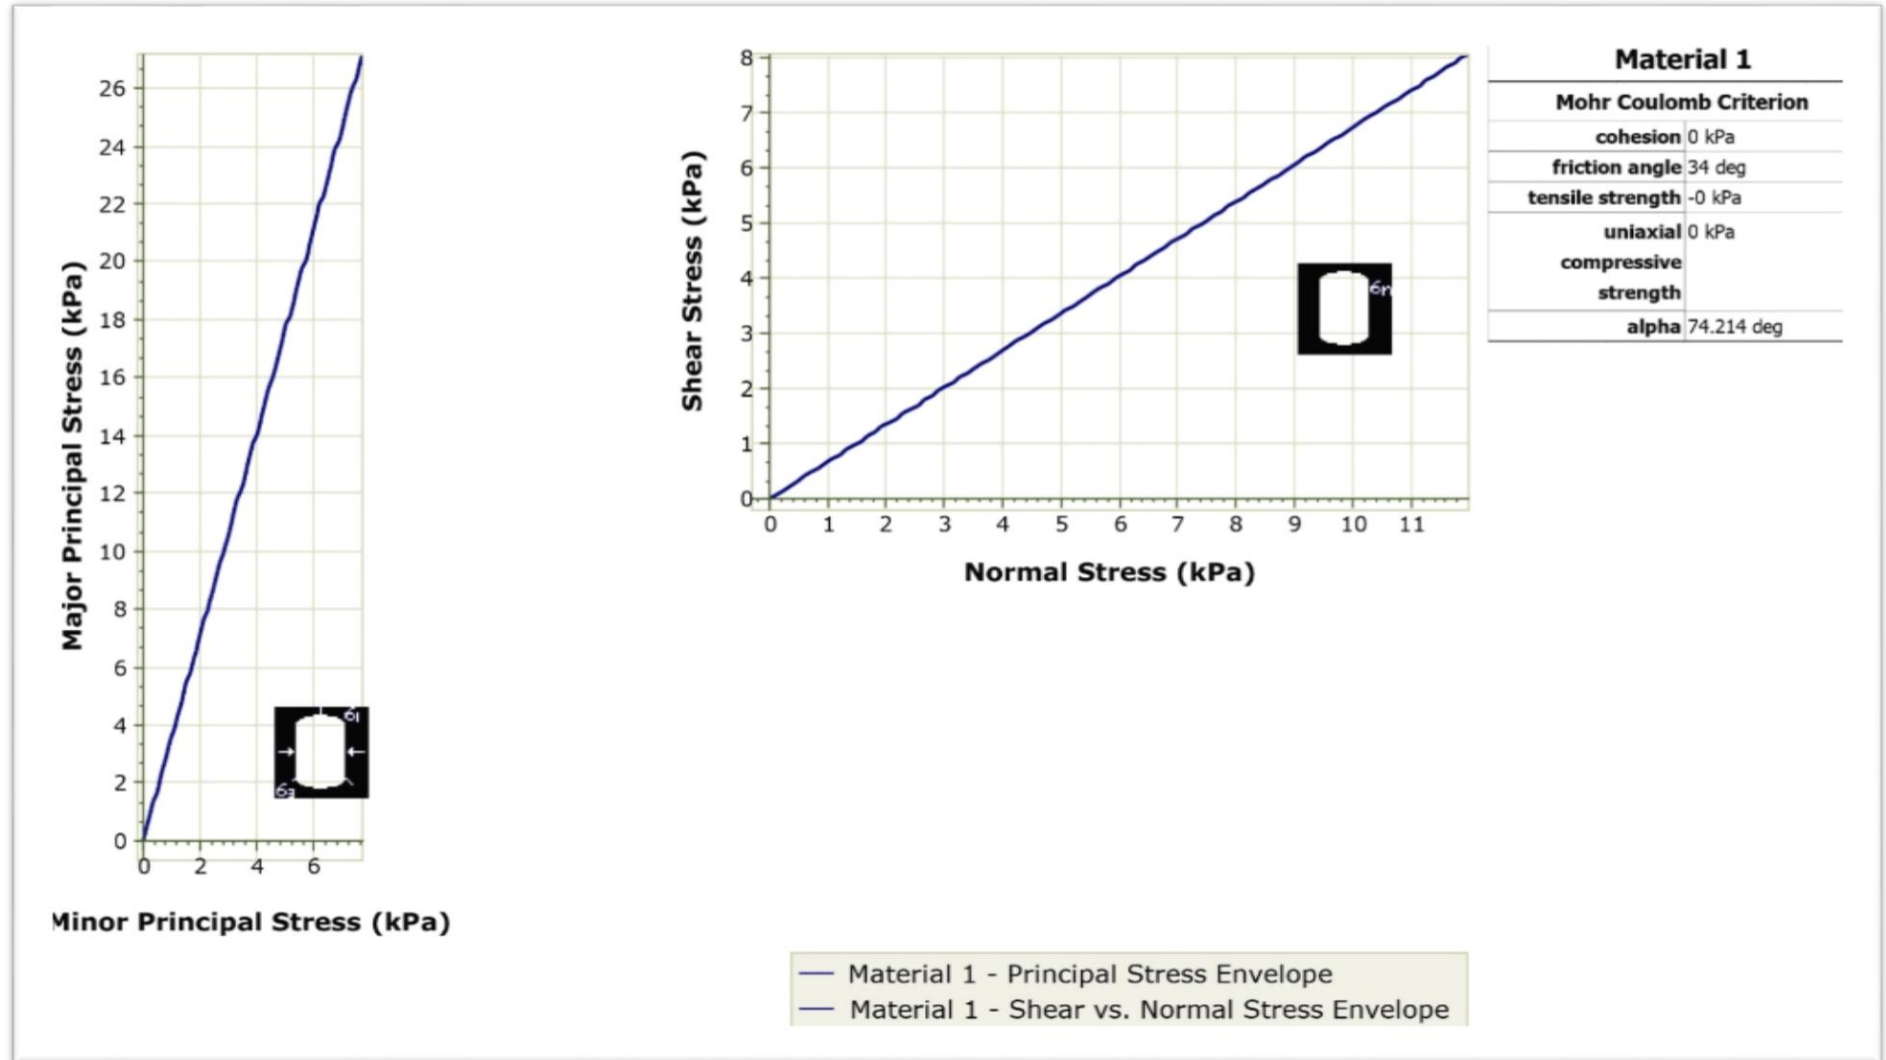 Major Principal Stress (kPa)
26
24
22
20
18
16
14
12
10
8
6
4
2
0
0 2 4 6
Minor Principal Stress (kPa)
Shear Stress (kPa)
8
7
6
5
4
3
2
1
0
0 1 2 3 4 5 6 7 8 9 10 11
Normal Stress (kPa)
Material 1
Mohr Coulomb Criterion
cohesion 0 kPa
friction angle 34 deg
tensile strength -0 kPa
uniaxial 0 kPa
compressive
strength
alpha 74.214 deg
Material 1 - Principal Stress Envelope
Material 1 - Shear vs. Normal Stress Envelope